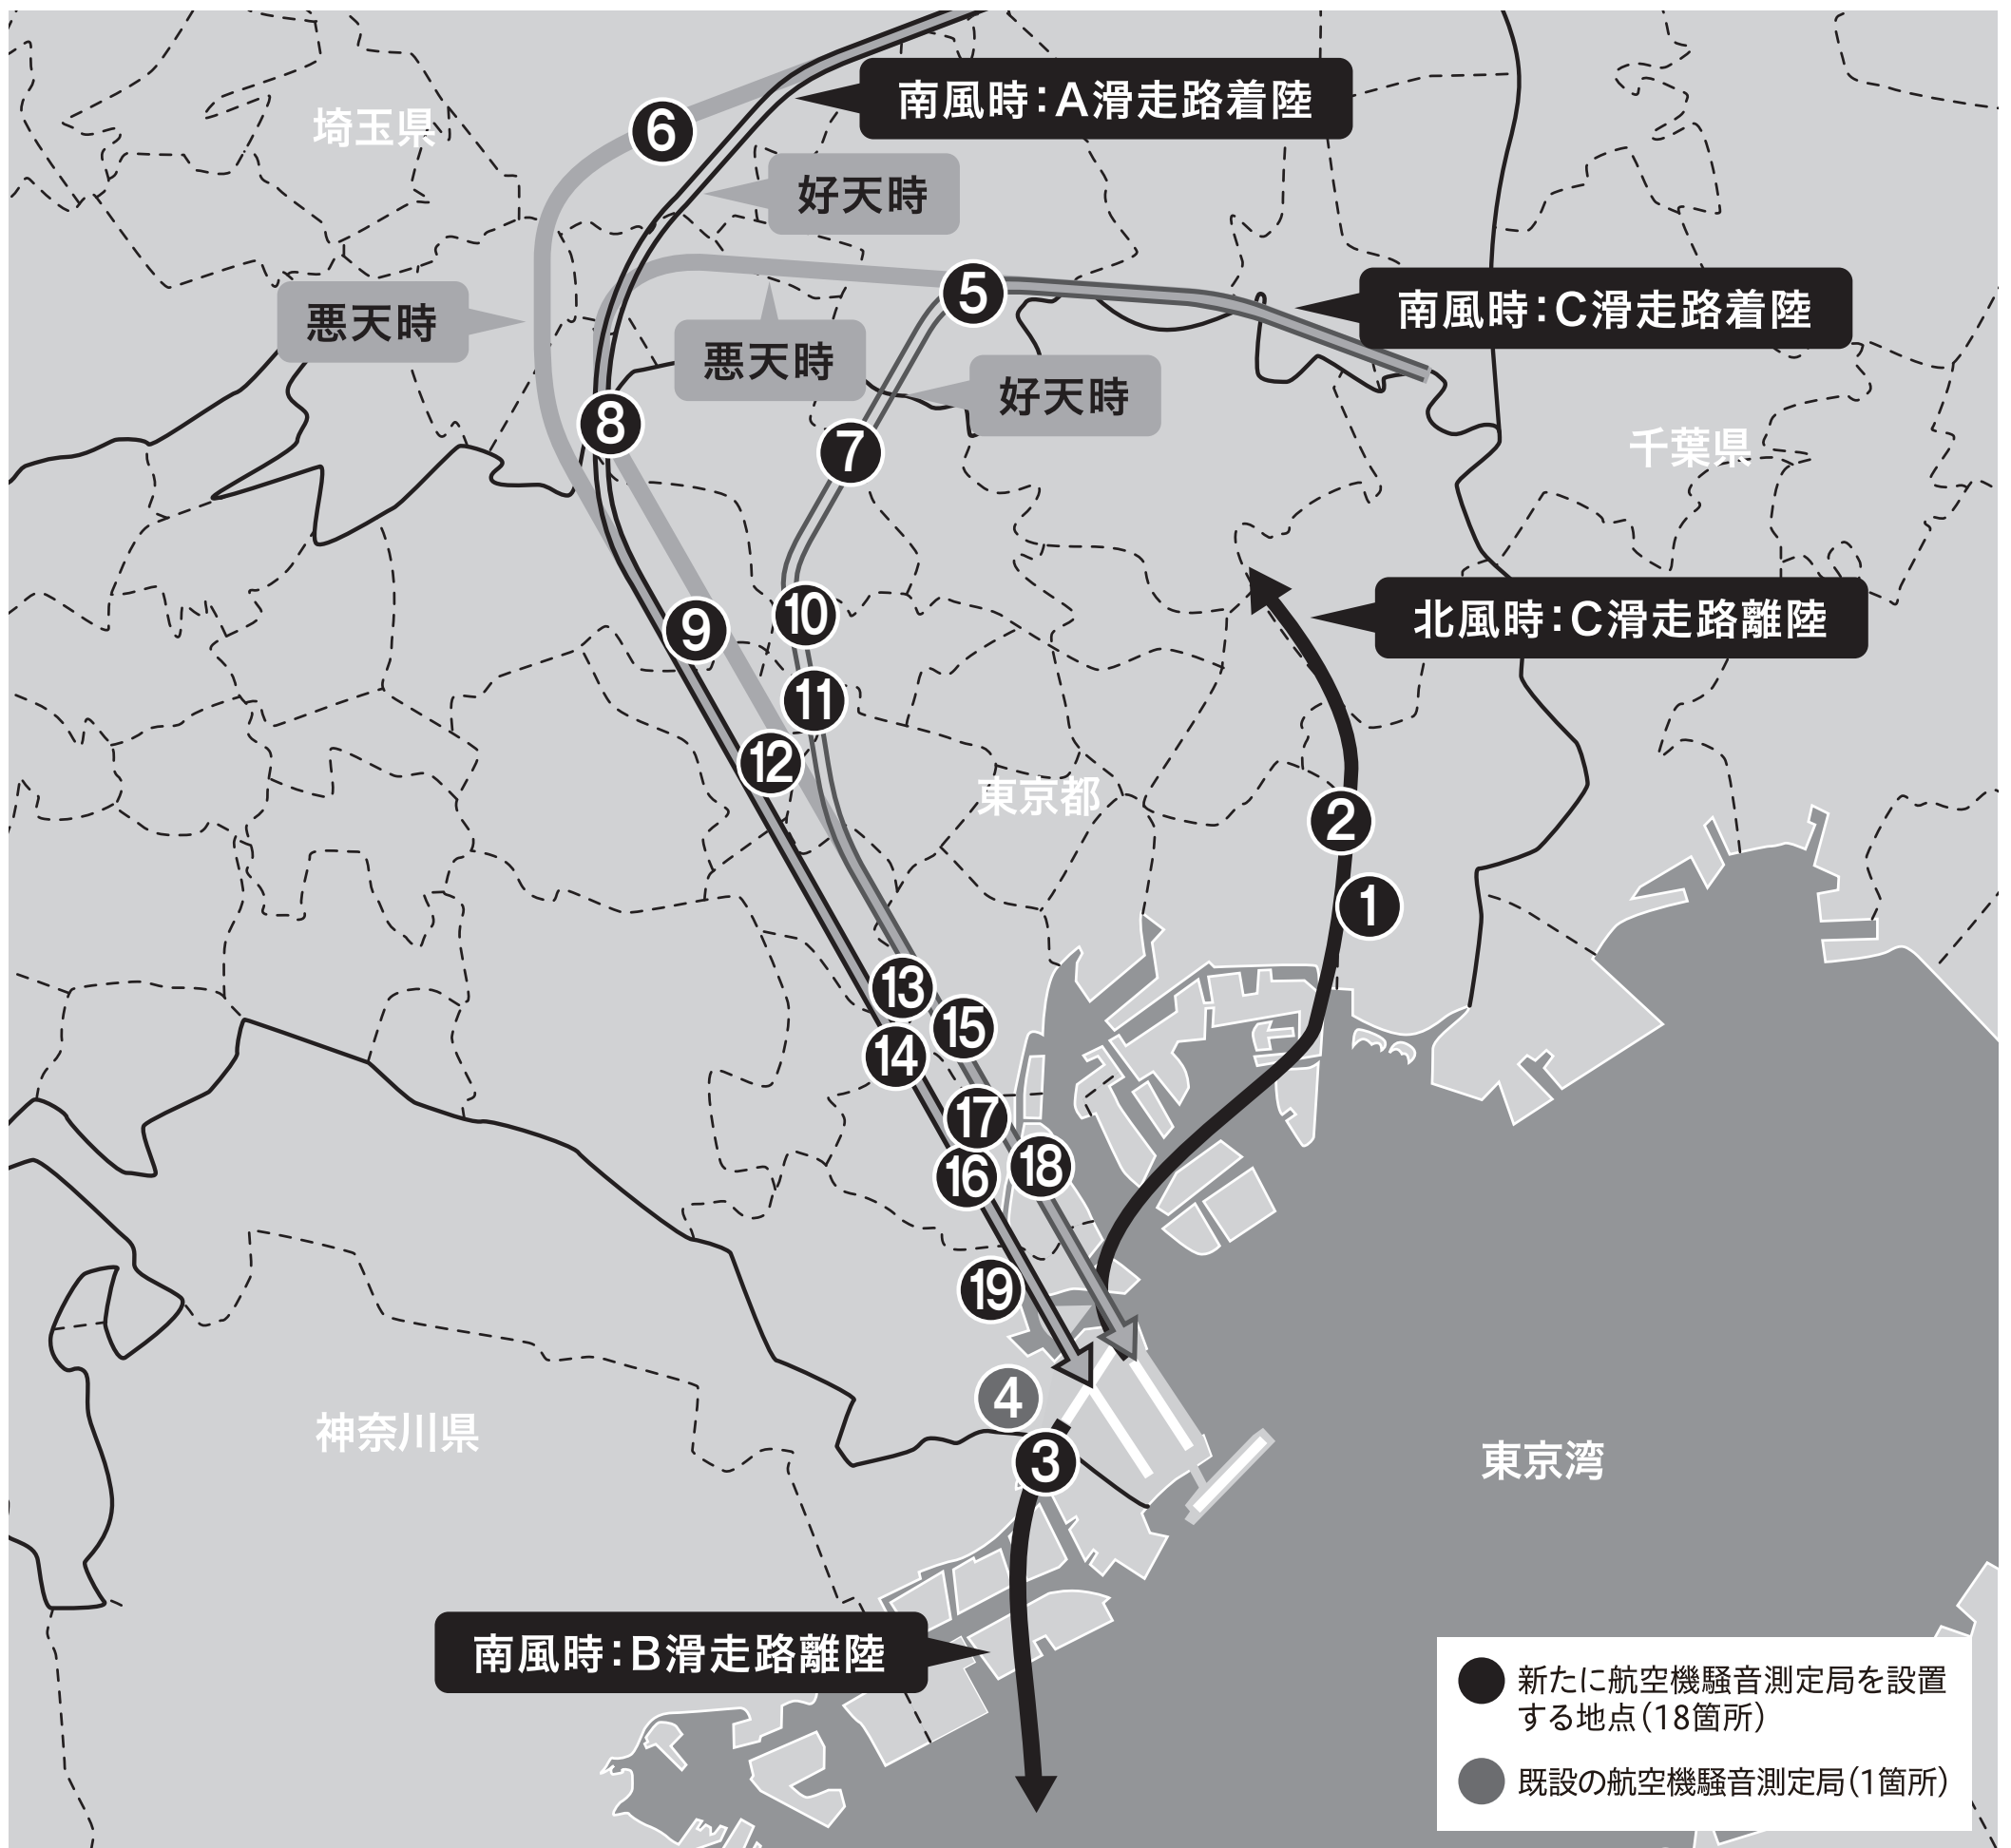 南風時：A滑走路着陸
埼玉県
⑥
好天時
⑤
南風時：C滑走路着陸
悪天時
悪天時
好天時
⑧
⑦
千葉県
⑩
⑨
北風時：C滑走路離陸
⑪
⑫
東京都
②
①
⑬
⑮
⑭
⑰
⑯
⑱
⑲
④
神奈川県
③
東京湾
南風時：B滑走路離陸
新たに航空機騒音測定局を設置
する地点（18箇所）
既設の航空機騒音測定局（1箇所）